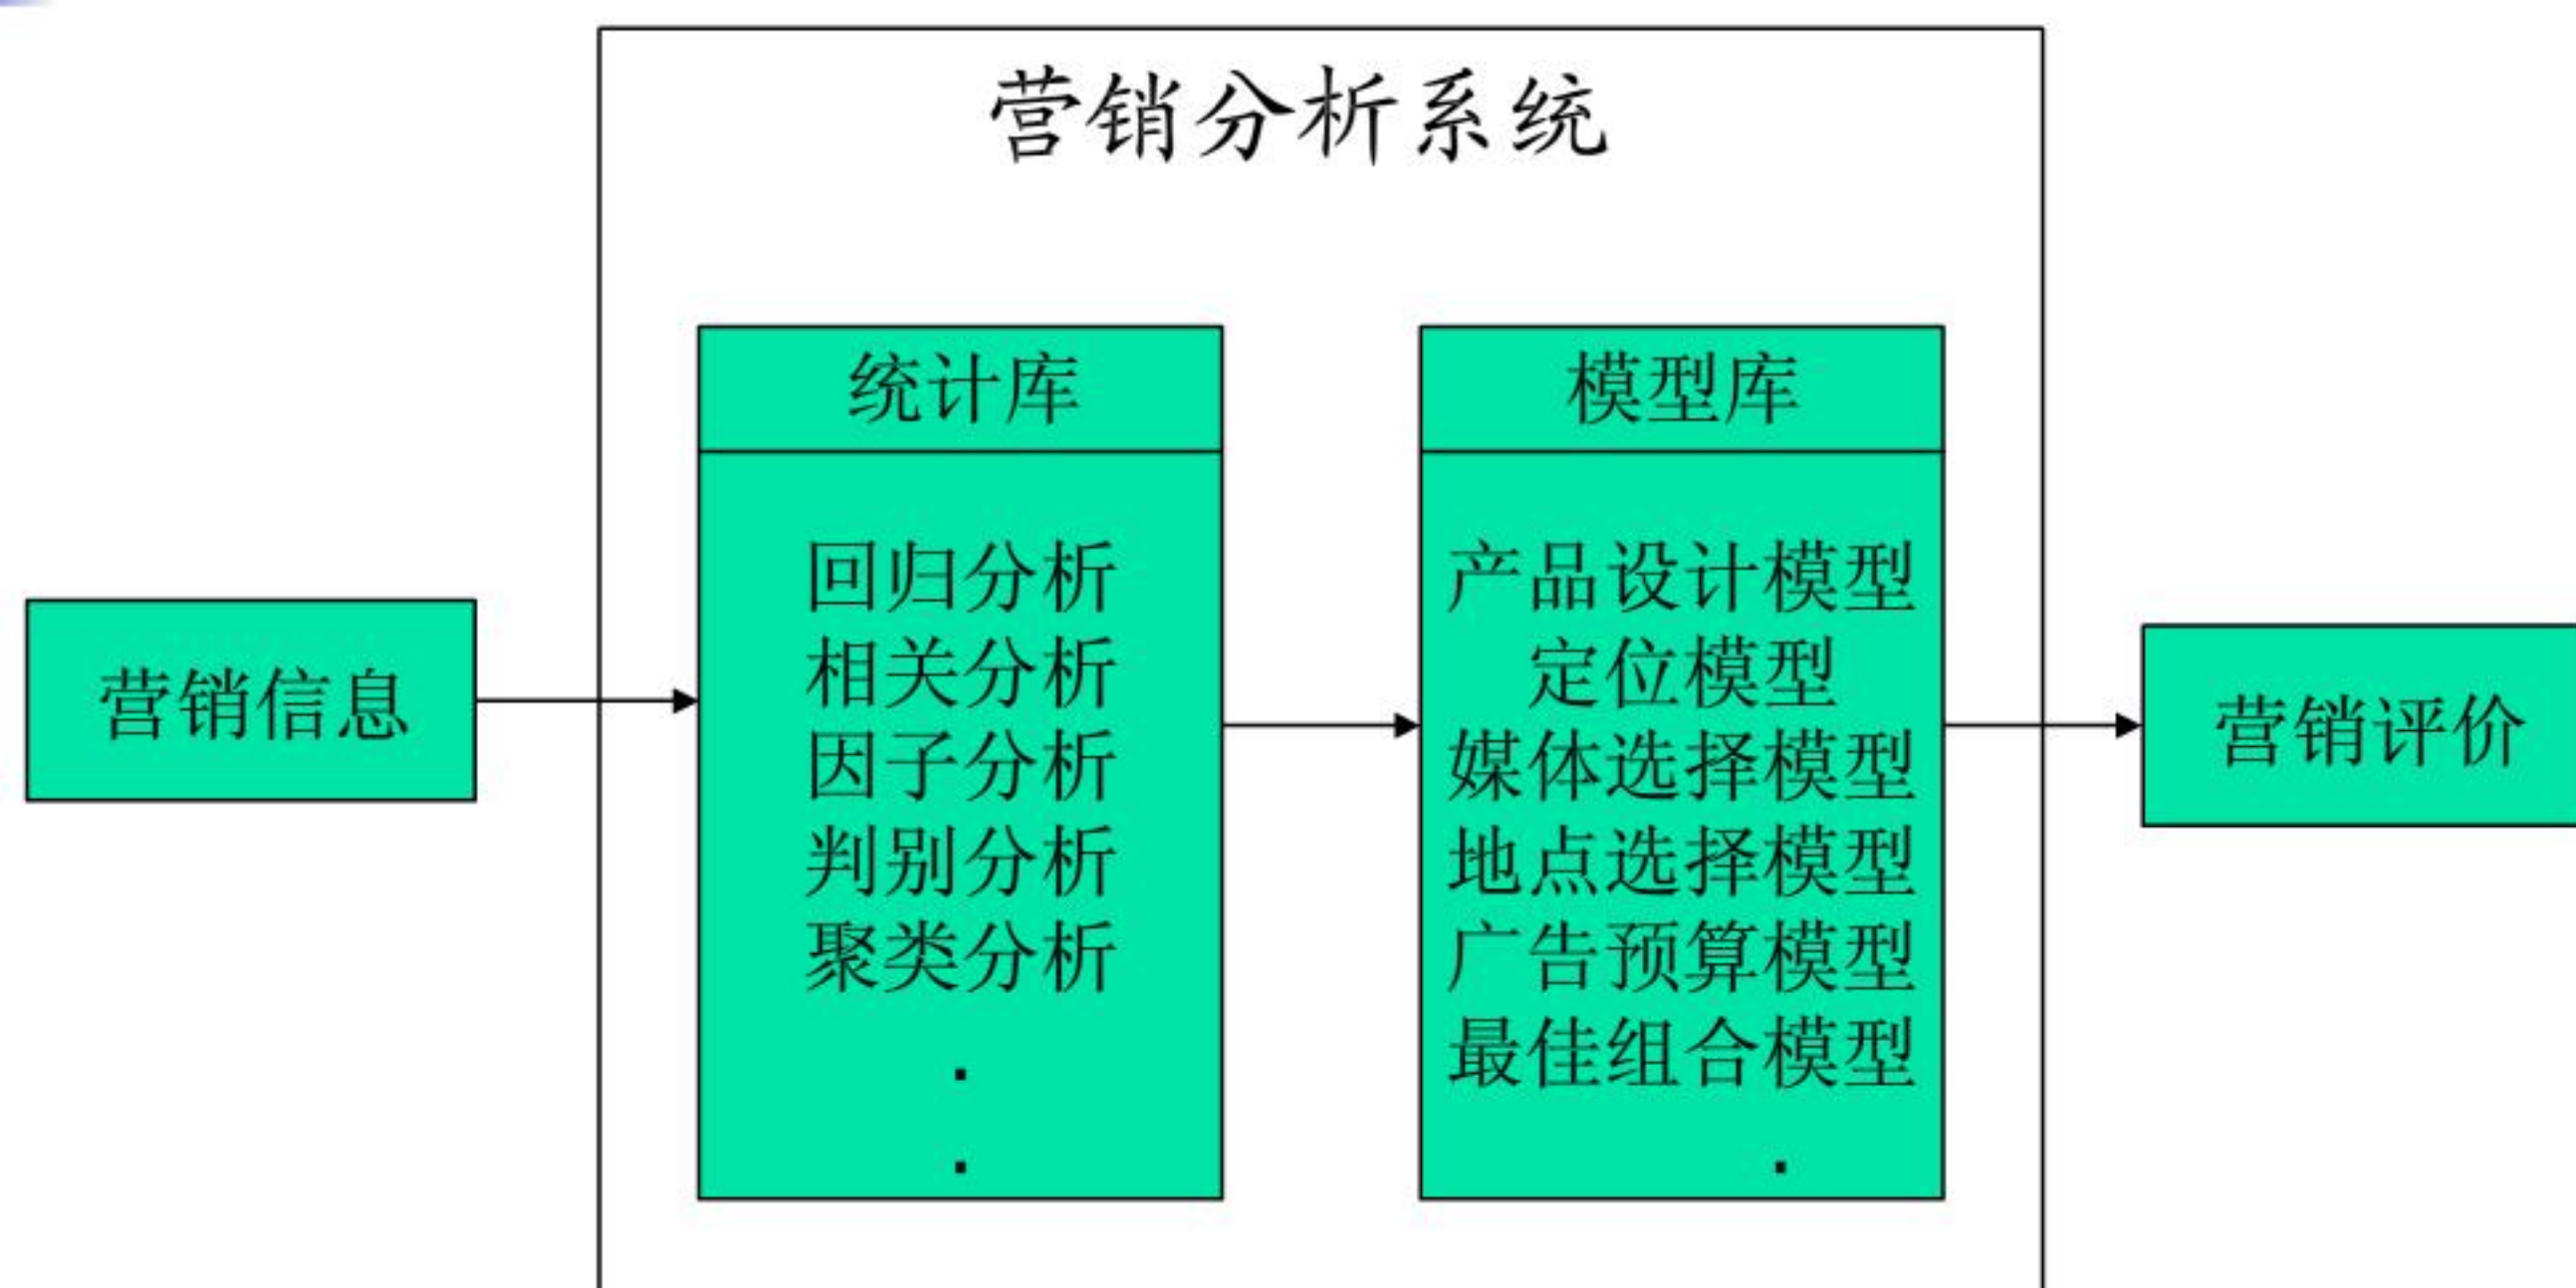 营销分析系统
营销信息
统计库
回归分析
相关分析
因子分析
判别分析
聚类分析
.
.
模型库
产品设计模型
定位模型
媒体选择模型
地点选择模型
广告预算模型
最佳组合模型
.
营销评价